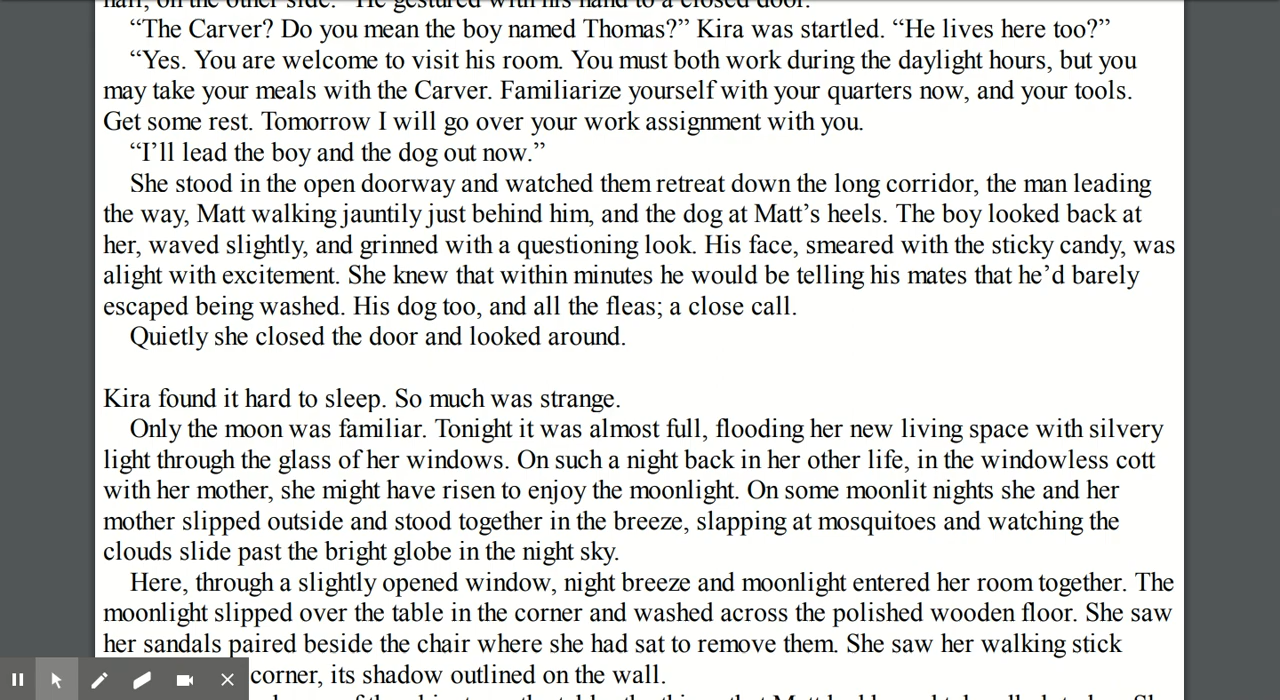 “The Carver? Do you mean the boy named Thomas?” Kira was startled. “He lives here too?”
“Yes. You are welcome to visit his room. You must both work during the daylight hours, but you
may take your meals with the Carver. Familiarize yourself with your quarters now, and your tools.
Get some rest. Tomorrow I will go over your work assignment with you.
“I’ll lead the boy and the dog out now.”
She stood in the open doorway and watched them retreat down the long corridor, the man leading
the way, Matt walking jauntily just behind him, and the dog at Matt’s heels. The boy looked back at
her, waved slightly, and grinned with a questioning look. His face, smeared with the sticky candy, was
alight with excitement. She knew that within minutes he would be telling his mates that he’d barely
escaped being washed. His dog too, and all the fleas; a close call.
Quietly she closed the door and looked around.
Kira found it hard to sleep. So much was strange.
Only the moon was familiar. Tonight it was almost full, flooding her new living space with silvery
light through the glass of her windows. On such a night back in her other life, in the windowless cott
with her mother, she might have risen to enjoy the moonlight. On some moonlit nights she and her
mother slipped outside and stood together in the breeze, slapping at mosquitoes and watching the
clouds slide past the bright globe in the night sky.
Here, through a slightly opened window, night breeze and moonlight entered her room together. The
moonlight slipped over the table in the corner and washed across the polished wooden floor. She saw
her sandals paired beside the chair where she had sat to remove them. She saw her walking stick
corner, its shadow outlined on the wall.